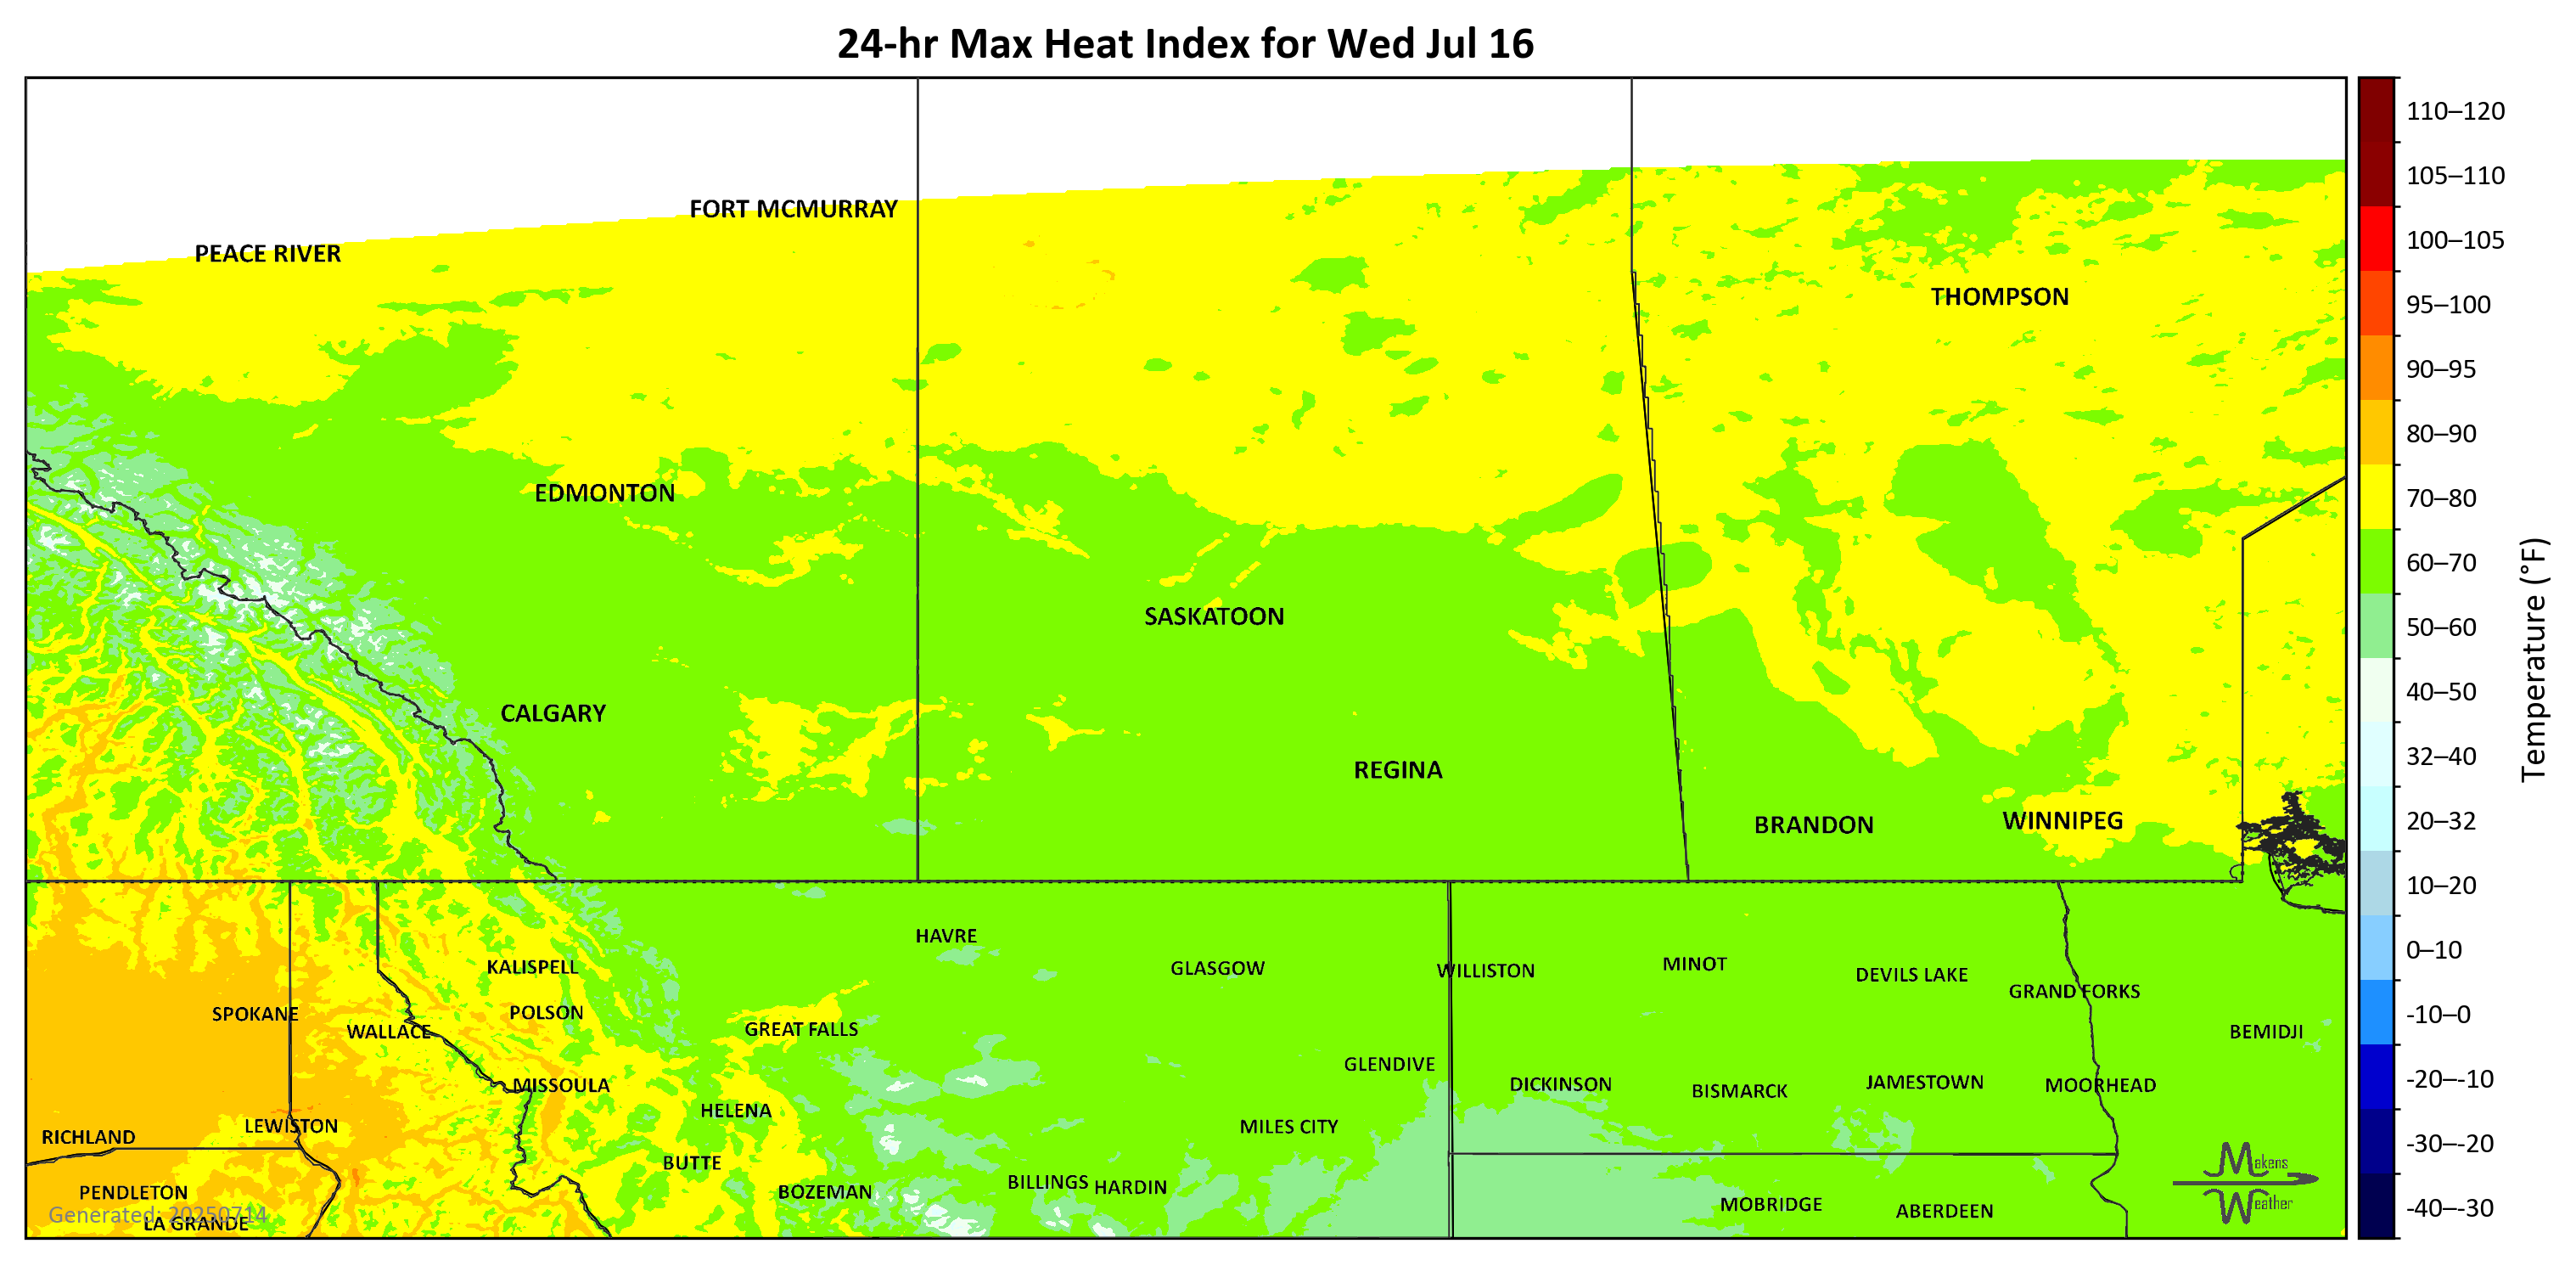 24-hr Max Heat Index for Wed Jul 16
FORT MCMURRAY
PEACE RIVER
THOMPSON
EDMONTON
SASKATOON
CALGARY
REGINA
BRANDON
WINNIPEG
HAVRE
KALISPELL
GLASGOW
WILLISTON
MINOT
DEVILS LAKE
GRAND FORKS
SPOKANE
POLSON
WALLACE
GREAT FALLS
BEMIDJI
GLENDIVE
MISSOULA
DICKINSON
BISMARCK
JAMESTOWN
MOORHEAD
HELENA
LEWISTON
MILES CITY
RICHLAND
BUTTE
BILLINGS
HARDIN
PENDLETON
BOZEMAN
MOBRIDGE
ABERDEEN
Generated: 20250714
LA GRANDE
Makens
Weather
110–120
105–110
100–105
95–100
90–95
80–90
70–80
60–70
50–60
40–50
32–40
20–32
10–20
0–10
-10–0
-20–-10
-30–-20
-40–-30
Temperature (°F)